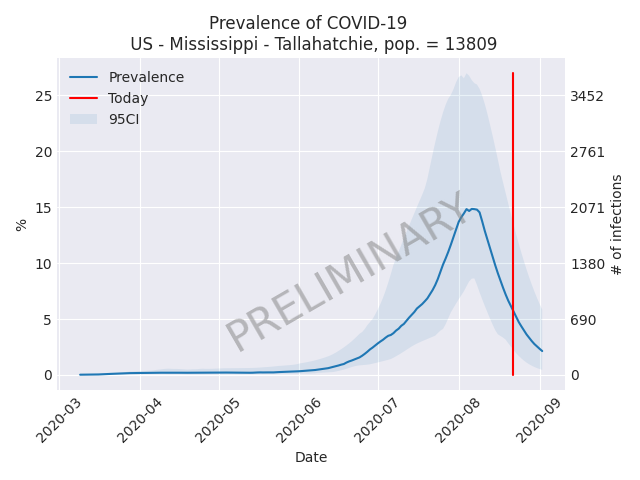 Prevalence of COVID-19
US - Mississippi - Tallahatchie, pop. = 13809
Prevalence
Today
95CI
25
20
15
10
5
0
%
3452
2761
2071
1380
690
0
# of infections
PRELIMINARY
2020-03
2020-04
2020-05
2020-06
2020-07
2020-08
2020-09
Date